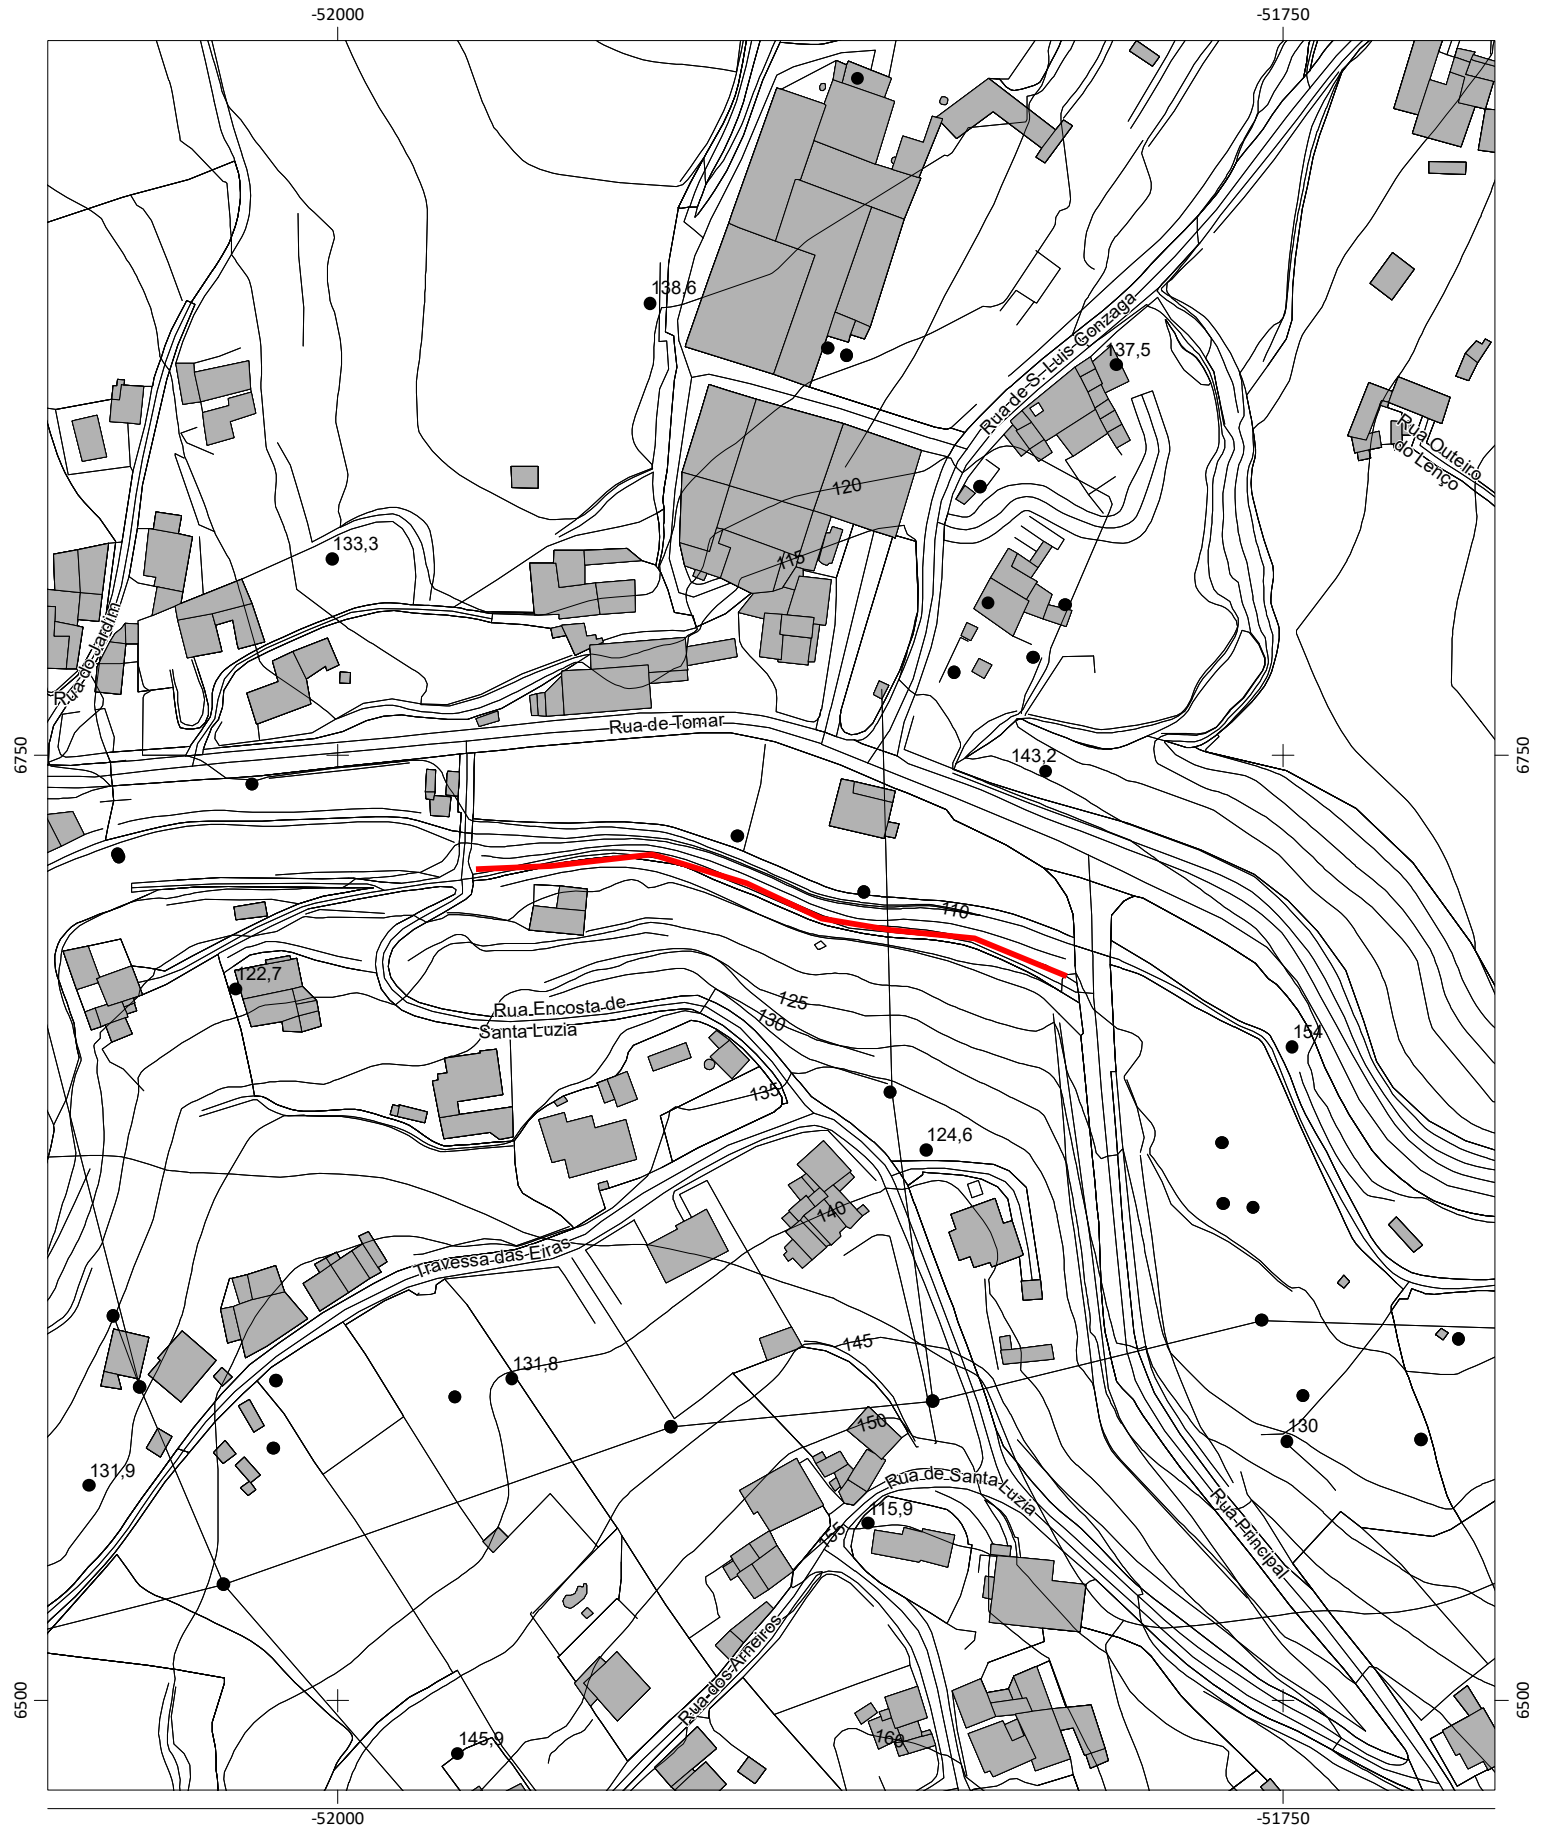 -52000
-51750
138,6
Rua de S. Luis Gonzaga
137,5
Rua Outeiro
do Lenço
120
133,3
115
Rua do Jardim
Rua de Tomar
6750
6750
143,2
110
122,7
125
Rua Encosta de
Santa Luzia
130
154
135
124,6
140
Travessa das Eiras
145
131,8
150
130
131,9
Rua de Santa Luzia
115,9
Rua Principal
155
Rua dos Arneiros
6500
6500
145,9
160
-52000
-51750